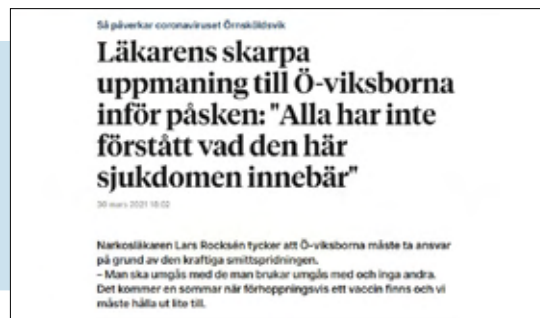 Så påverkar coronaviruset Örnsköldsvik
Läkarens skarpa
uppmaning till Ö-viksborna
inför påsken: "Alla har inte
förstått vad den här
sjukdomen innebär"
30 mars 2021 18:02
Narkosläkaren Lars Rocksén tycker att Ö-viksborna måste ta ansvar
på grund av den kraftiga smittspridningen.
– Man ska umgås med de man brukar umgås med och inga andra.
Det kommer en sommar när förhoppningsvis ett vaccin finns och vi
måste hålla ut lite till.